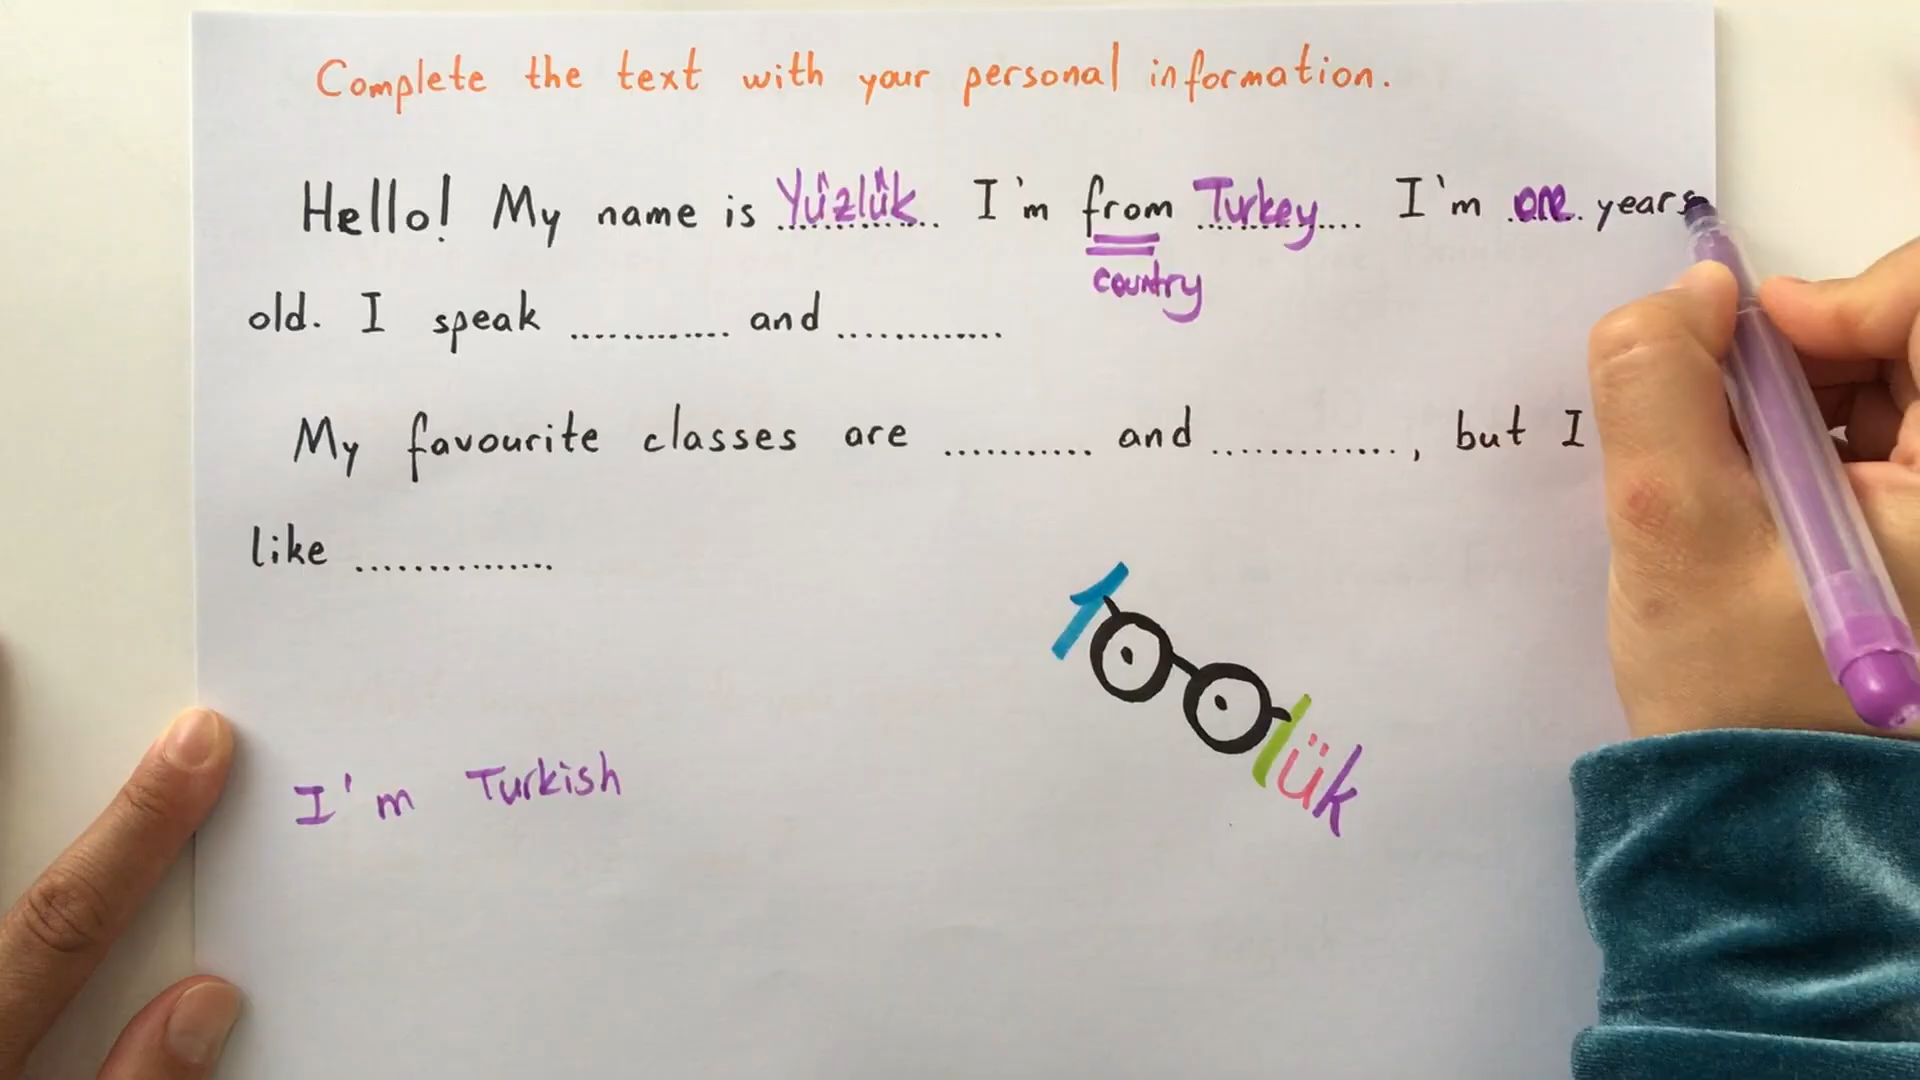 Complete the text with your personal information.
Hello! My name is Yüzlük. I'm from Turkey.... I'm one years
country
old. I speak ............ and ............
My favourite classes are ........... and ............., but I
like ..............
100lük
I'm Turkish